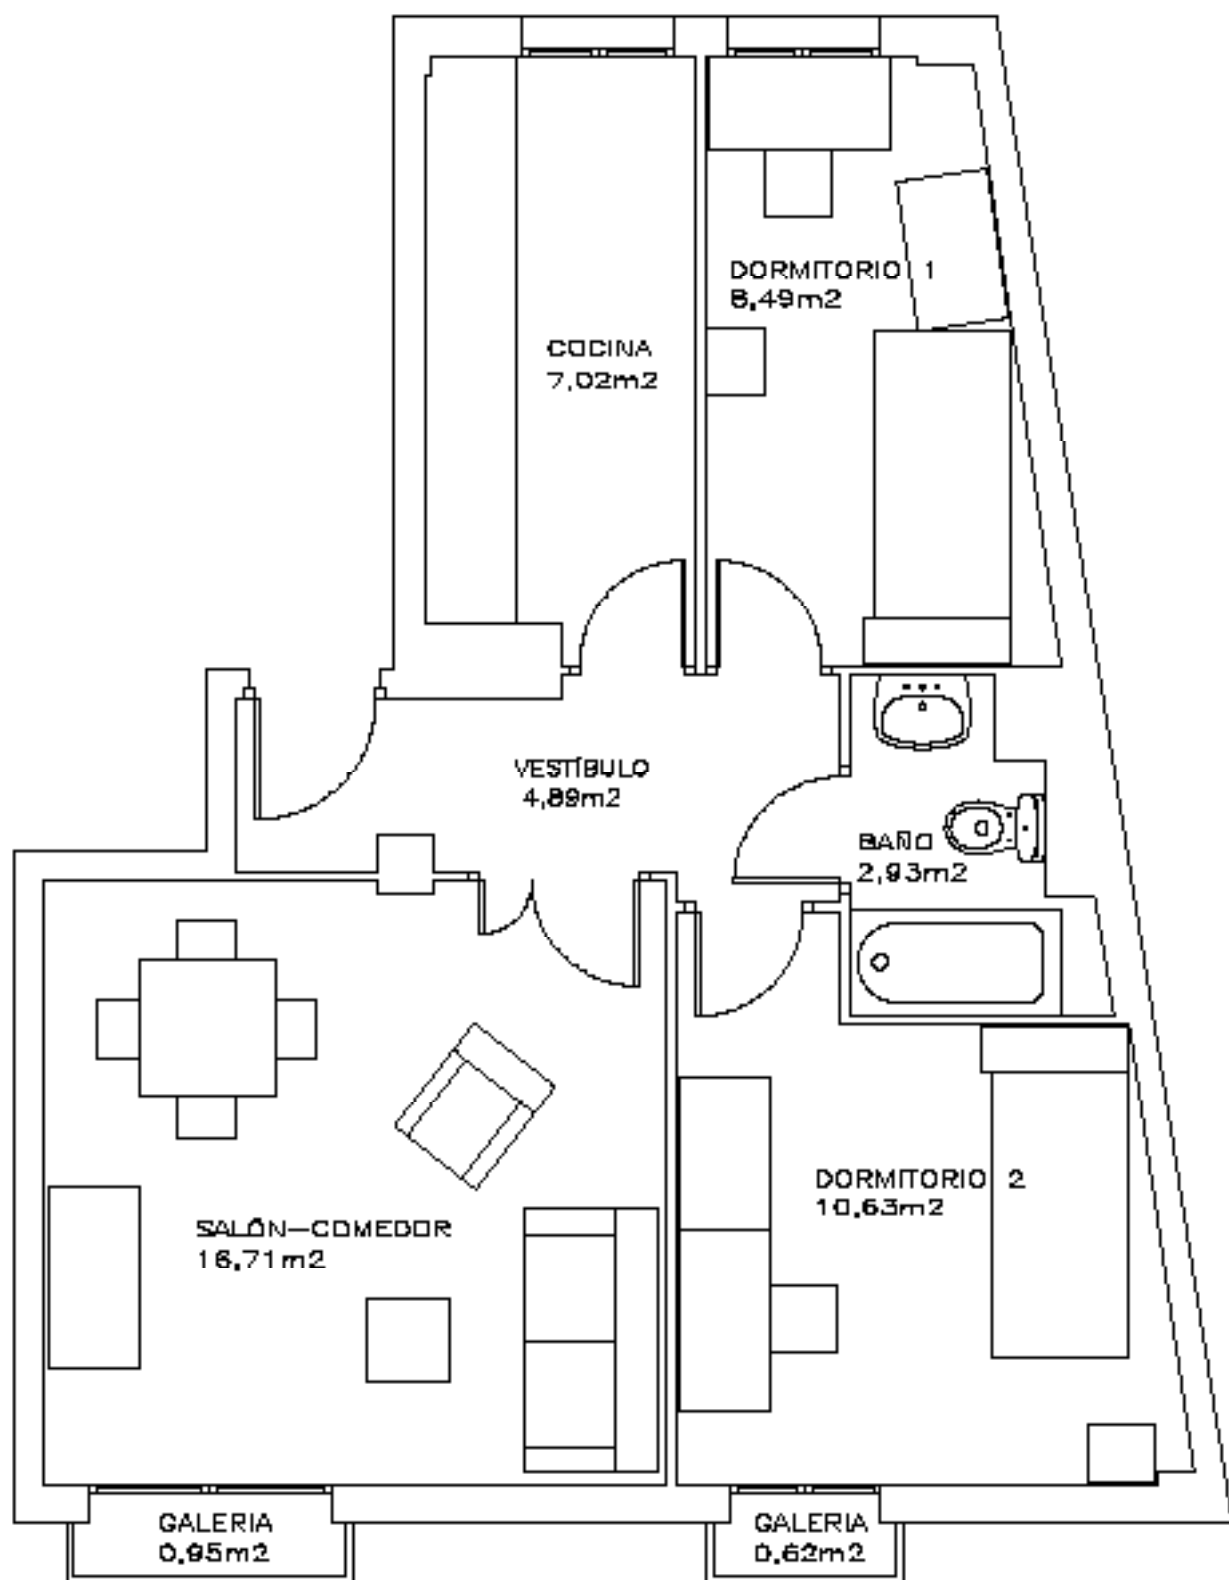 DORMITORIO 1
8,49m2
COCINA
7,02m2
VESTÍBULO
4,89m2
BAÑO
2,93m2
DORMITORIO 2
10,63m2
SALÓN-COMEDOR
16,71m2
GALERIA
0,95m2
GALERIA
0,62m2